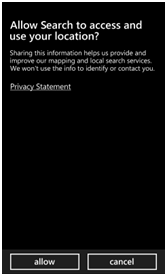 Allow Search to access and
use your location?
Sharing this information helps us provide and
improve our mapping and local search services.
We won't use the info to identify or contact you.
Privacy Statement
allow
cancel